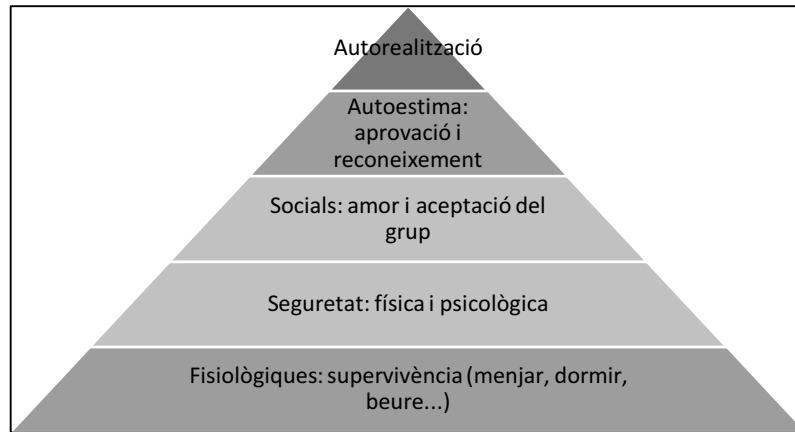 Autorealització
Autoestima:
aprovació i
reconeixement
Socials: amor i aceptació del
grup
Seguretat: física i psicològica
Fisiològiques: supervivència (menjar, dormir,
beure...)